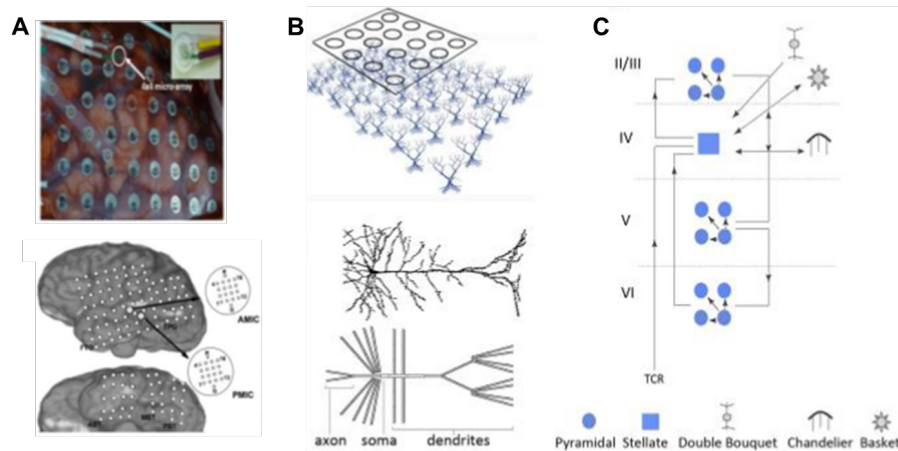 A
4x4 micro-array
AMIC
PMIC
B
axon soma dendrites
C
II/III
IV
V
VI
TCR
Pyramidal Stellate Double Bouquet Chandelier Basket